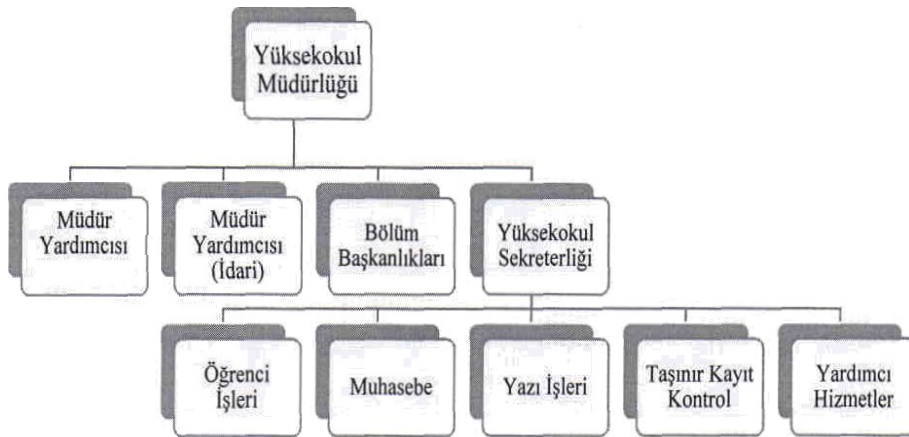 Yüksekokul
Müdürlüğü
Müdür
Yardımcısı
Müdür
Yardımcısı
(İdari)
Bölüm
Başkanlıkları
Yüksekokul
Sekreterliği
Öğrenci
İşleri
Muhasebe
Yazı İşleri
Taşınır Kayıt
Kontrol
Yardımcı
Hizmetler